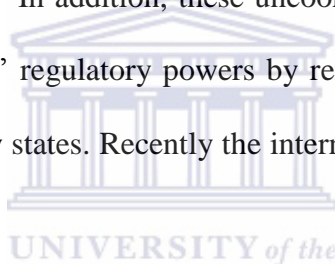 In addition, these uncoo
' regulatory powers by re
y states. Recently the intern
UNIVERSITY of the